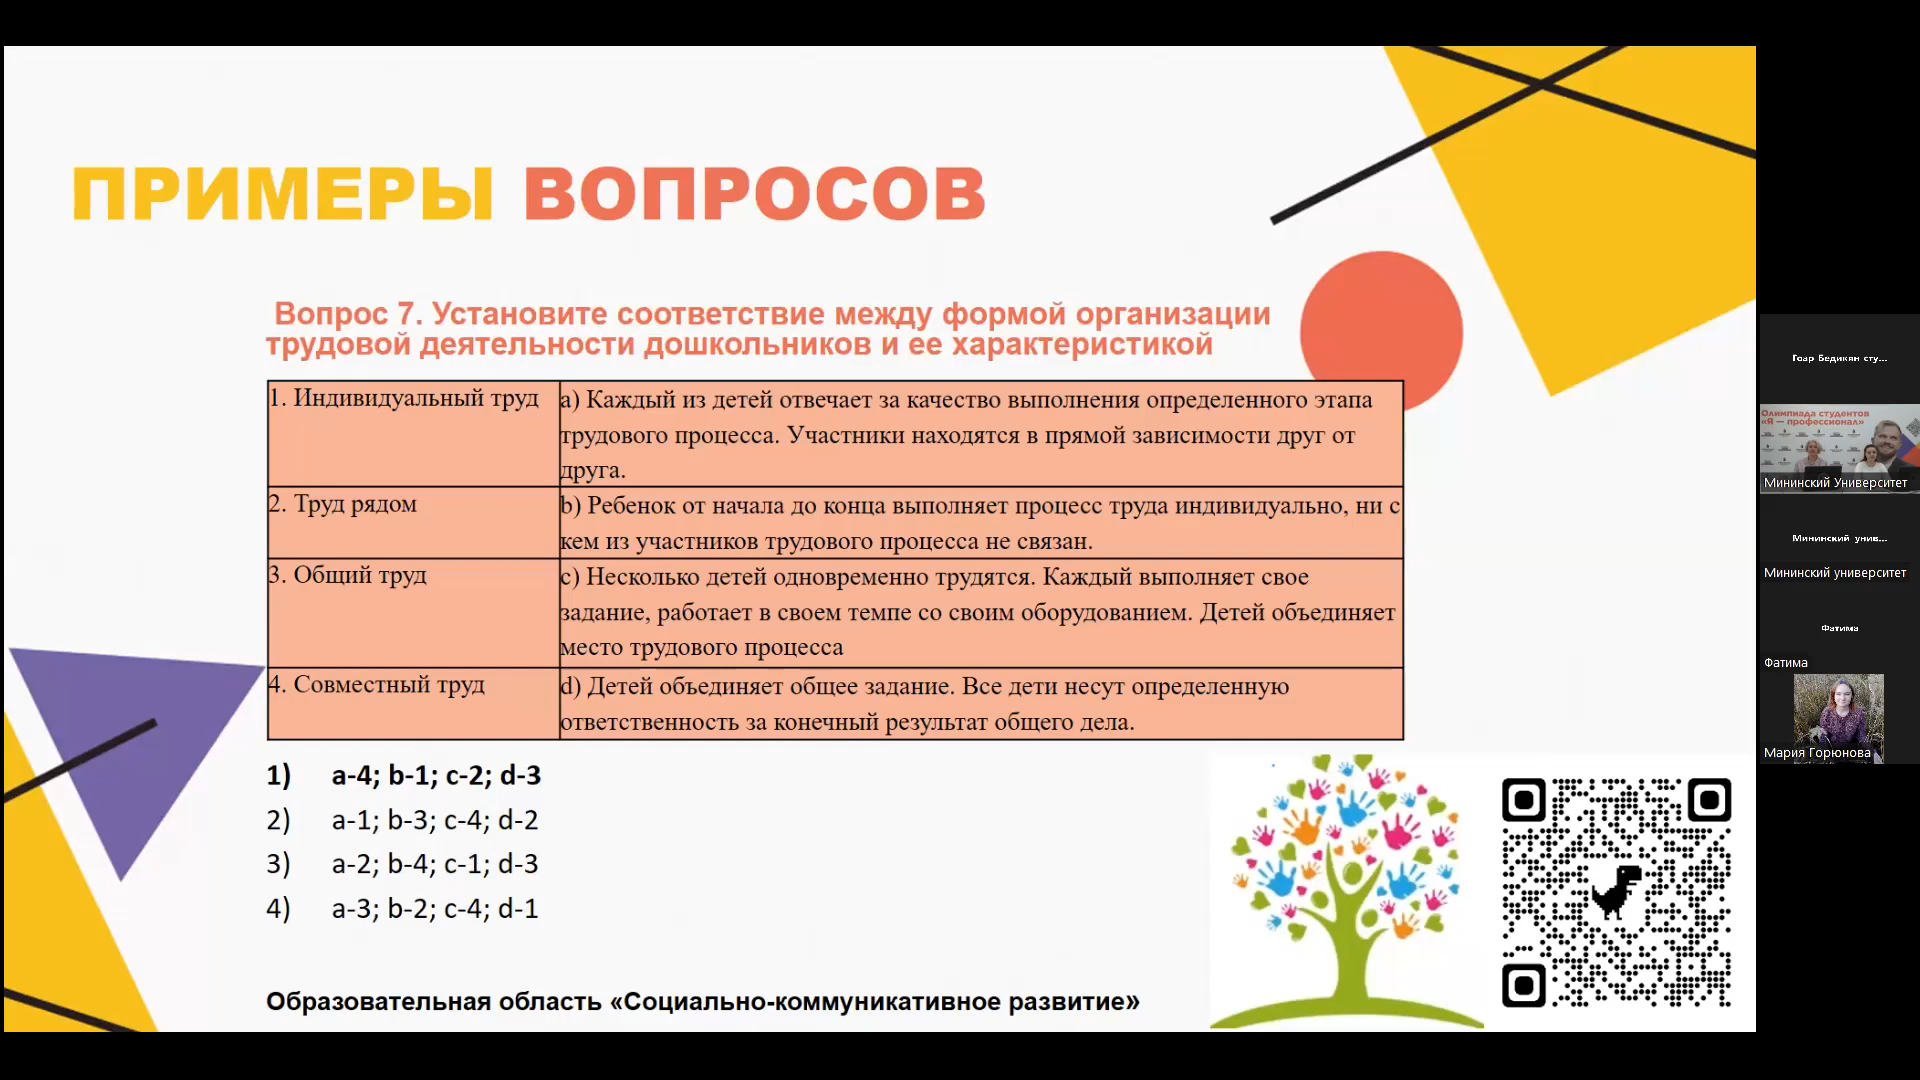 ПРИМЕРЫ ВОПРОСОВ
Вопрос 7. Установите соответствие между формой организации
трудовой деятельности дошкольников и ее характеристикой
1. Индивидуальный труд
a) Каждый из детей отвечает за качество выполнения определенного этапа
трудового процесса. Участники находятся в прямой зависимости друг от
друга.
2. Труд рядом
b) Ребенок от начала до конца выполняет процесс труда индивидуально, ни с
кем из участников трудового процесса не связан.
3. Общий труд
c) Несколько детей одновременно трудятся. Каждый выполняет свое
задание, работает в своем темпе со своим оборудованием. Детей объединяет
место трудового процесса
4. Совместный труд
d) Детей объединяет общее задание. Все дети несут определенную
ответственность за конечный результат общего дела.
1) a-4; b-1; c-2; d-3
2) a-1; b-3; c-4; d-2
3) a-2; b-4; c-1; d-3
4) a-3; b-2; c-4; d-1
Образовательная область «Социально-коммуникативное развитие»
Гоар Бедикян сту...
Олимпиада студентов
«Я — профессионал»
Мининский Университет
Мининский унив...
Мининский университет
Фатима
Фатима
Мария Горюнова